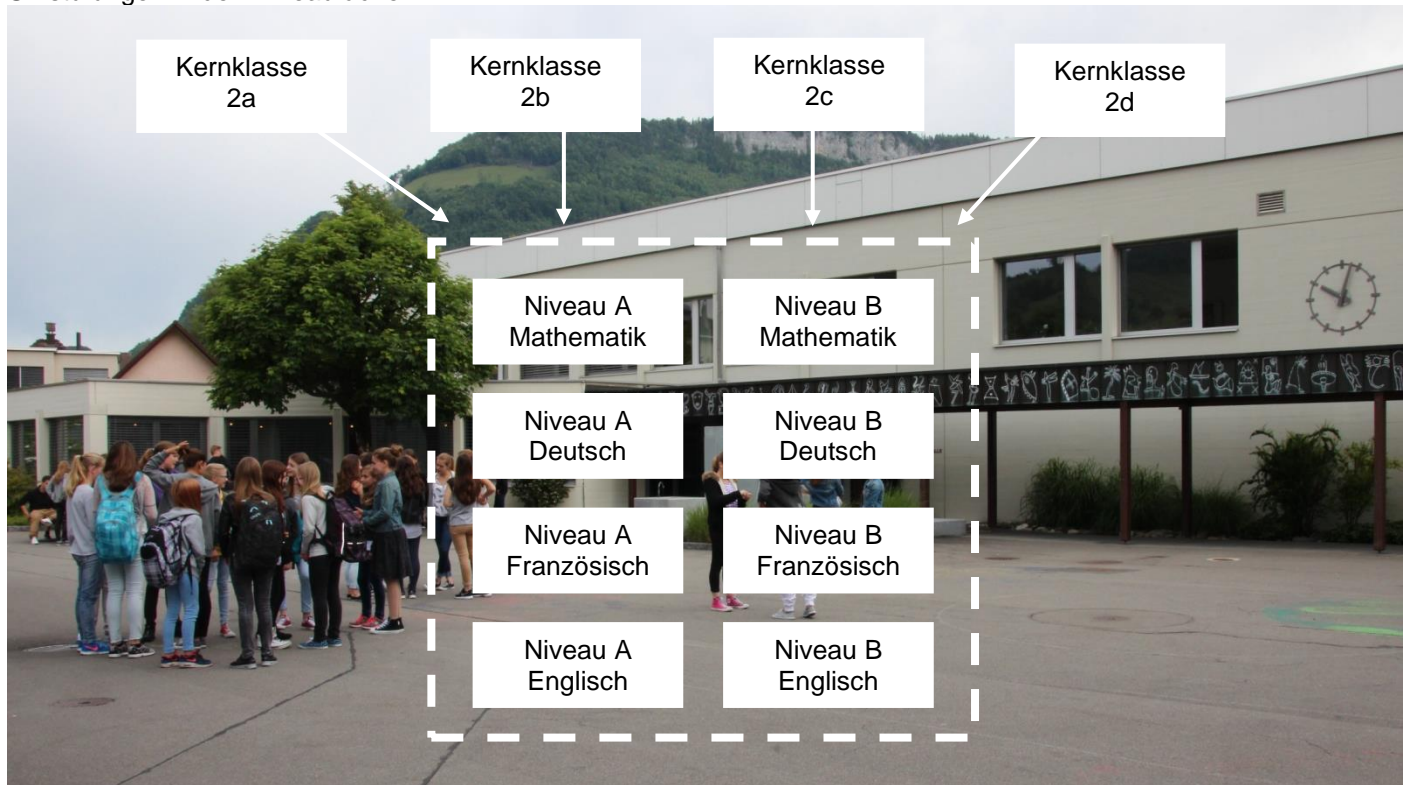 Kernklasse
2a
Kernklasse
2b
Kernklasse
2c
Kernklasse
2d
Niveau A
Mathematik
Niveau B
Mathematik
Niveau A
Deutsch
Niveau B
Deutsch
Niveau A
Französisch
Niveau B
Französisch
Niveau A
Englisch
Niveau B
Englisch